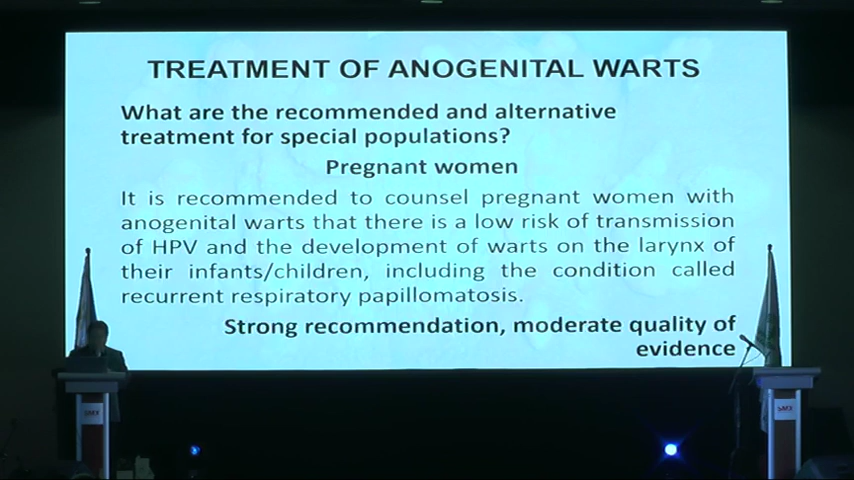 TREATMENT OF ANOGENITAL WARTS
What are the recommended and alternative
treatment for special populations?
Pregnant women
It is recommended to counsel pregnant women with
anogenital warts that there is a low risk of transmission
of HPV and the development of warts on the larynx of
their infants/children, including the condition called
recurrent respiratory papillomatosis.
Strong recommendation, moderate quality of
evidence
SMX
SMX